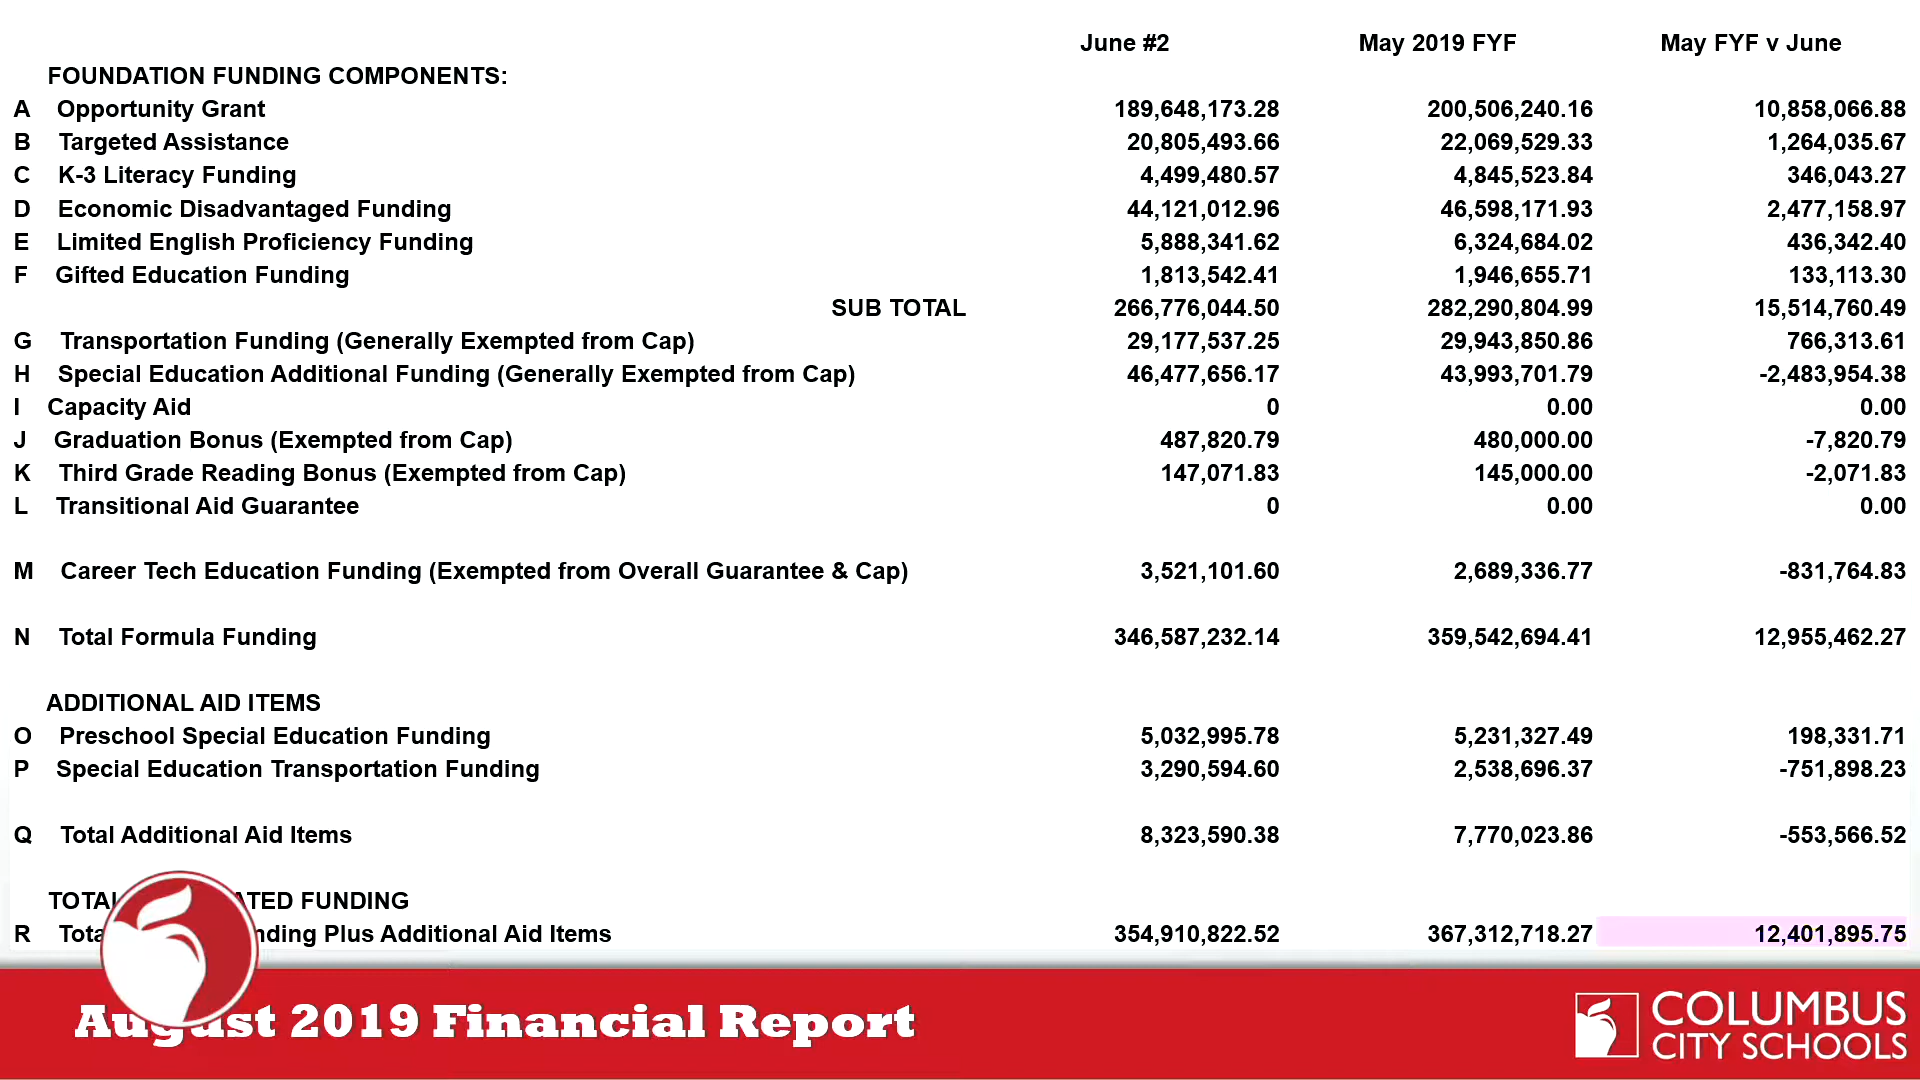 June #2 May 2019 FYF May FYF v June
FOUNDATION FUNDING COMPONENTS:
A Opportunity Grant 189,648,173.28 200,506,240.16 10,858,066.88
B Targeted Assistance 20,805,493.66 22,069,529.33 1,264,035.67
C K-3 Literacy Funding 4,499,480.57 4,845,523.84 346,043.27
D Economic Disadvantaged Funding 44,121,012.96 46,598,171.93 2,477,158.97
E Limited English Proficiency Funding 5,888,341.62 6,324,684.02 436,342.40
F Gifted Education Funding 1,813,542.41 1,946,655.71 133,113.30
SUB TOTAL 266,776,044.50 282,290,804.99 15,514,760.49
G Transportation Funding (Generally Exempted from Cap) 29,177,537.25 29,943,850.86 766,313.61
H Special Education Additional Funding (Generally Exempted from Cap) 46,477,656.17 43,993,701.79 -2,483,954.38
I Capacity Aid 0 0.00 0.00
J Graduation Bonus (Exempted from Cap) 487,820.79 480,000.00 -7,820.79
K Third Grade Reading Bonus (Exempted from Cap) 147,071.83 145,000.00 -2,071.83
L Transitional Aid Guarantee 0 0.00 0.00
M Career Tech Education Funding (Exempted from Overall Guarantee & Cap) 3,521,101.60 2,689,336.77 -831,764.83
N Total Formula Funding 346,587,232.14 359,542,694.41 12,955,462.27
ADDITIONAL AID ITEMS
O Preschool Special Education Funding 5,032,995.78 5,231,327.49 198,331.71
P Special Education Transportation Funding 3,290,594.60 2,538,696.37 -751,898.23
Q Total Additional Aid Items 8,323,590.38 7,770,023.86 -553,566.52
FUNDING
R Plus Additional Aid Items 354,910,822.52 367,312,718.27 12,401,895.75
August 2019 Financial Report
COLUMBUS
CITY SCHOOLS